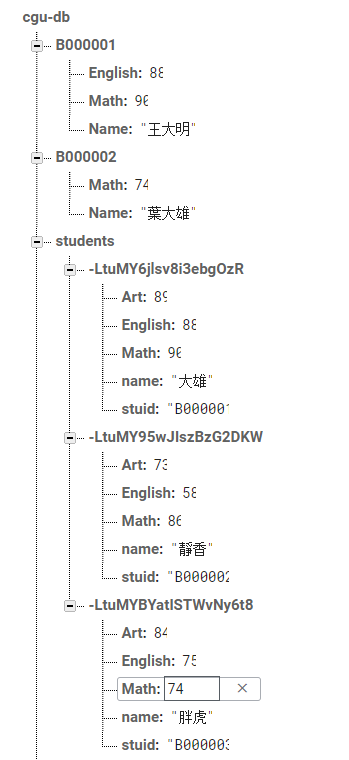 cgu-db
B000001
English: 88
Math: 96
Name: "王大明"
B000002
Math: 74
Name: "葉大雄"
students
-LtuMY6jlsv8i3ebgOzR
Art: 89
English: 88
Math: 96
name: "大雄"
stuid: "B000001
-LtuMY95wJIszBzG2DKW
Art: 73
English: 58
Math: 86
name: "靜香"
stuid: "B000002
-LtuMYBYatISTWvNy6t8
Art: 84
English: 75
Math: 74 ×
name: "胖虎"
stuid: "B000003